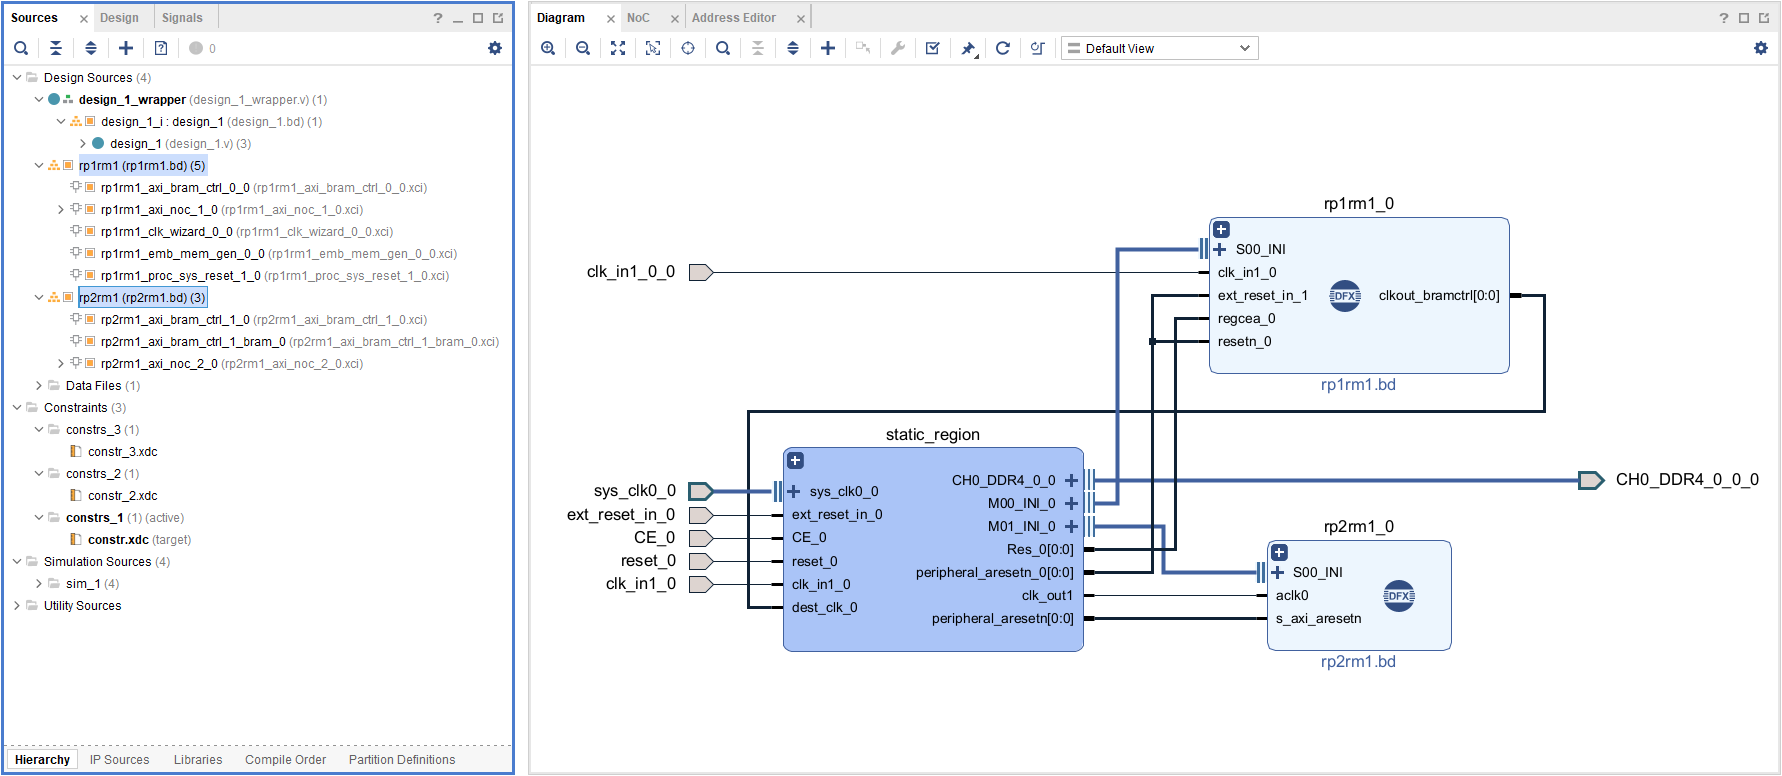 Sources
Design
Signals
?
0
Design Sources (4)
design_1_wrapper (design_1_wrapper.v) (1)
design_1_i : design_1 (design_1.bd) (1)
design_1 (design_1.v) (3)
rp1rm1 (rp1rm1.bd) (5)
rp1rm1_axi_bram_ctrl_0_0 (rp1rm1_axi_bram_ctrl_0_0.xci)
rp1rm1_axi_noc_1_0 (rp1rm1_axi_noc_1_0.xci)
rp1rm1_clk_wizard_0_0 (rp1rm1_clk_wizard_0_0.xci)
rp1rm1_emb_mem_gen_0_0 (rp1rm1_emb_mem_gen_0_0.xci)
rp1rm1_proc_sys_reset_1_0 (rp1rm1_proc_sys_reset_1_0.xci)
rp2rm1 (rp2rm1.bd) (3)
rp2rm1_axi_bram_ctrl_1_0 (rp2rm1_axi_bram_ctrl_1_0.xci)
rp2rm1_axi_bram_ctrl_1_bram_0 (rp2rm1_axi_bram_ctrl_1_bram_0.xci)
rp2rm1_axi_noc_2_0 (rp2rm1_axi_noc_2_0.xci)
Data Files (1)
Constraints (3)
constrs_3 (1)
constr_3.xdc
constrs_2 (1)
constr_2.xdc
constrs_1 (1) (active)
constr.xdc (target)
Simulation Sources (4)
sim_1 (4)
Utility Sources
Hierarchy
IP Sources
Libraries
Compile Order
Partition Definitions
Diagram
NoC
Address Editor
?
Default View
rp1rm1_0
S00_INI
clk_in1_0
ext_reset_in_1
regcea_0
resetn_0
DFX
clkout_bramctrl[0:0]
rp1rm1.bd
clk_in1_0_0
static_region
sys_clk0_0
ext_reset_in_0
CE_0
reset_0
clk_in1_0
sys_clk0_0
ext_reset_in_0
CE_0
reset_0
clk_in1_0
dest_clk_0
CH0_DDR4_0_0
M00_INI_0
M01_INI_0
Res_0[0:0]
peripheral_aresetn_0[0:0]
clk_out1
peripheral_aresetn[0:0]
CH0_DDR4_0_0_0
rp2rm1_0
S00_INI
aclk0
s_axi_aresetn
DFX
rp2rm1.bd